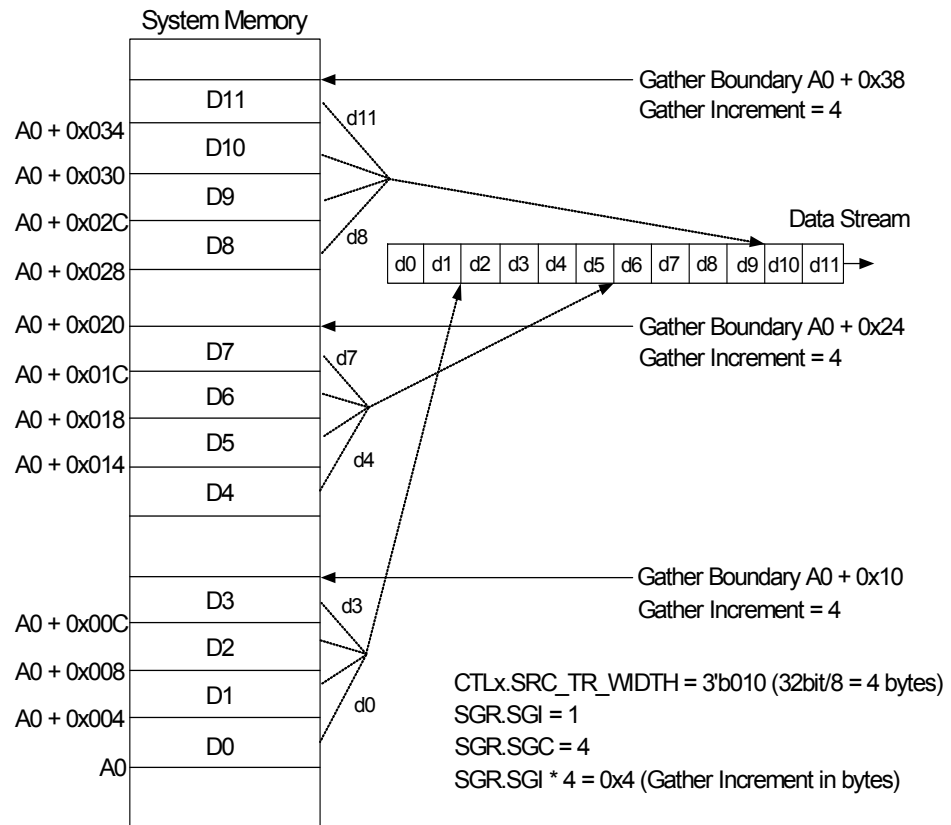 System Memory
D11
A0 + 0x034
D10
A0 + 0x030
D9
A0 + 0x02C
D8
A0 + 0x028
A0 + 0x020
D7
A0 + 0x01C
D6
A0 + 0x018
D5
A0 + 0x014
D4
D3
A0 + 0x00C
D2
A0 + 0x008
D1
A0 + 0x004
D0
A0
d11
d8
d7
d4
d3
d0
Gather Boundary A0 + 0x38
Gather Increment = 4
Data Stream
d0 d1 d2 d3 d4 d5 d6 d7 d8 d9 d10 d11
Gather Boundary A0 + 0x24
Gather Increment = 4
Gather Boundary A0 + 0x10
Gather Increment = 4
CTLx.SRC_TR_WIDTH = 3'b010 (32bit/8 = 4 bytes)
SGR.SGI = 1
SGR.SGC = 4
SGR.SGI * 4 = 0x4 (Gather Increment in bytes)